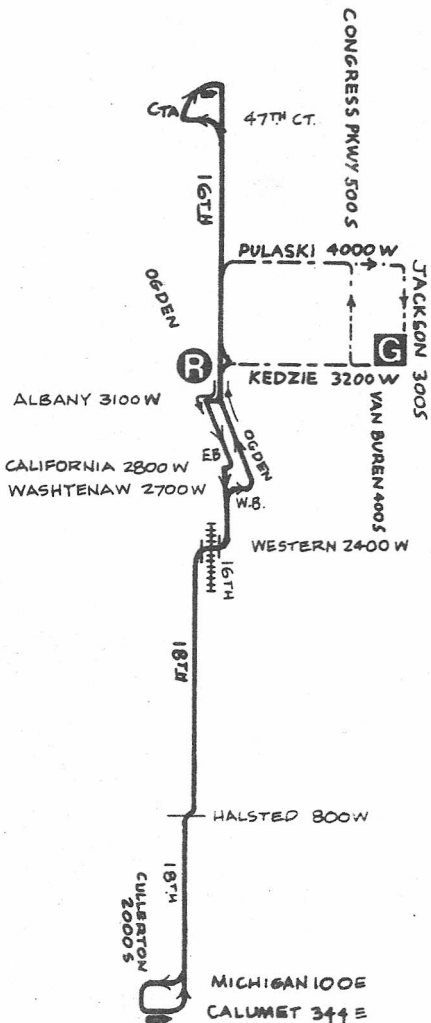 CONGRESS PKWY 500 S
CTA
47TH CT.
16TH
PULASKI 4000 W
JACKSON 300 S
OGDEN
R
G
KEDZIE 3200 W
VAN BUREN 400 S
ALBANY 3100 W
OGDEN
EB
CALIFORNIA 2800 W
WASHTENAW 2700 W
W.B.
WESTERN 2400 W
16TH
18TH
HALSTED 800 W
18TH
CULLERTON
2000 S
MICHIGAN 100 E
CALUMET 344 E